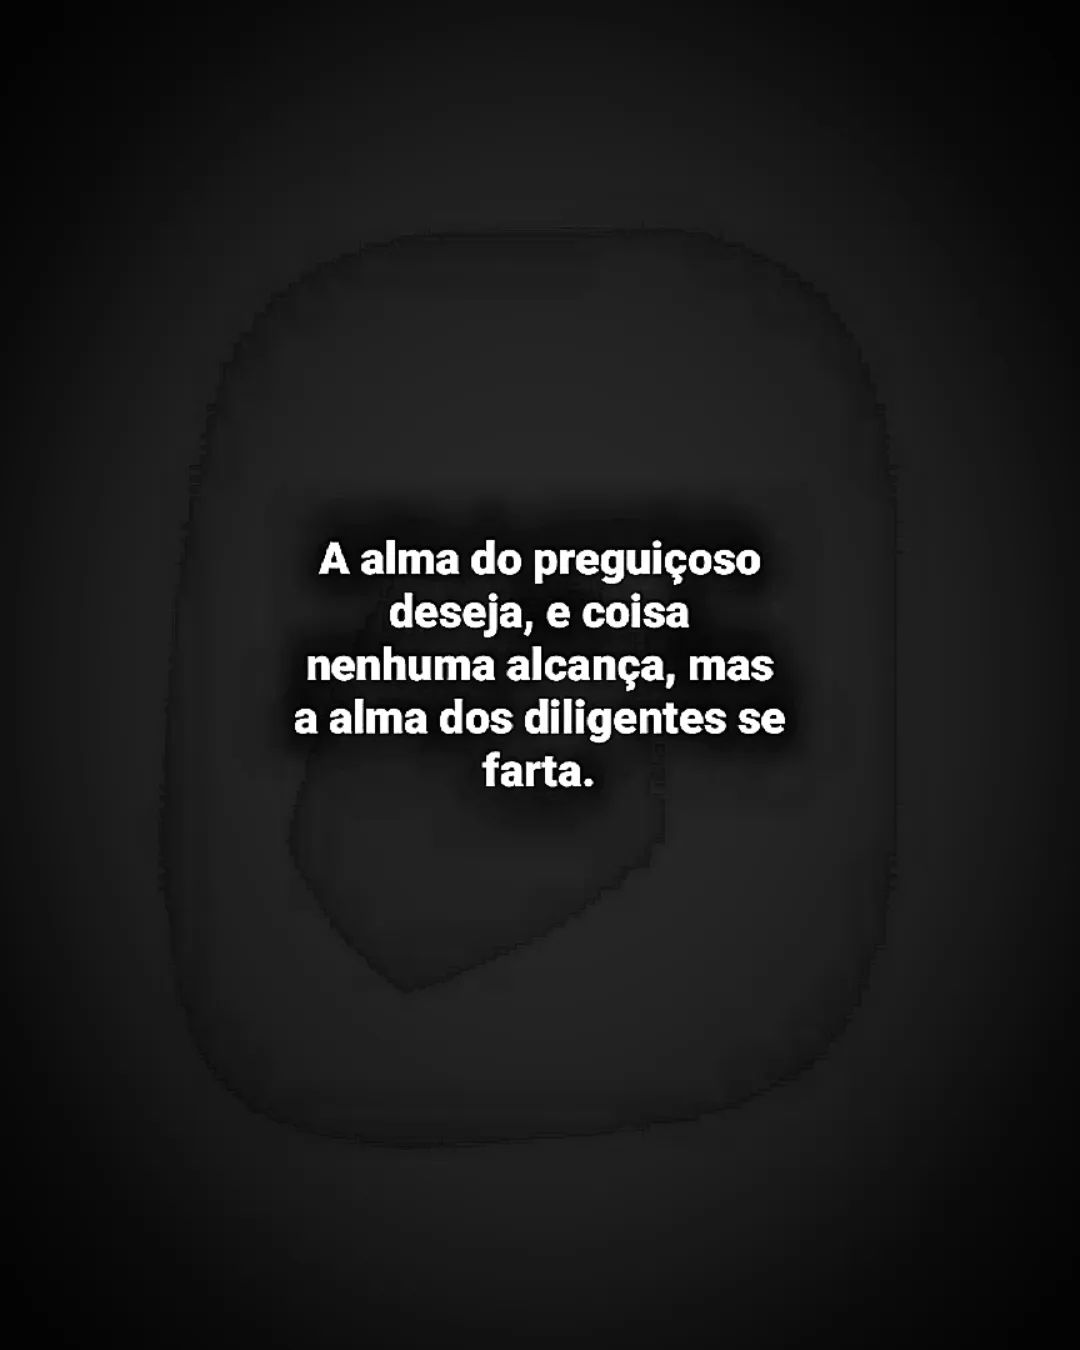 A alma do preguiçoso
deseja, e coisa
nenhuma alcança, mas
a alma dos diligentes se
farta.